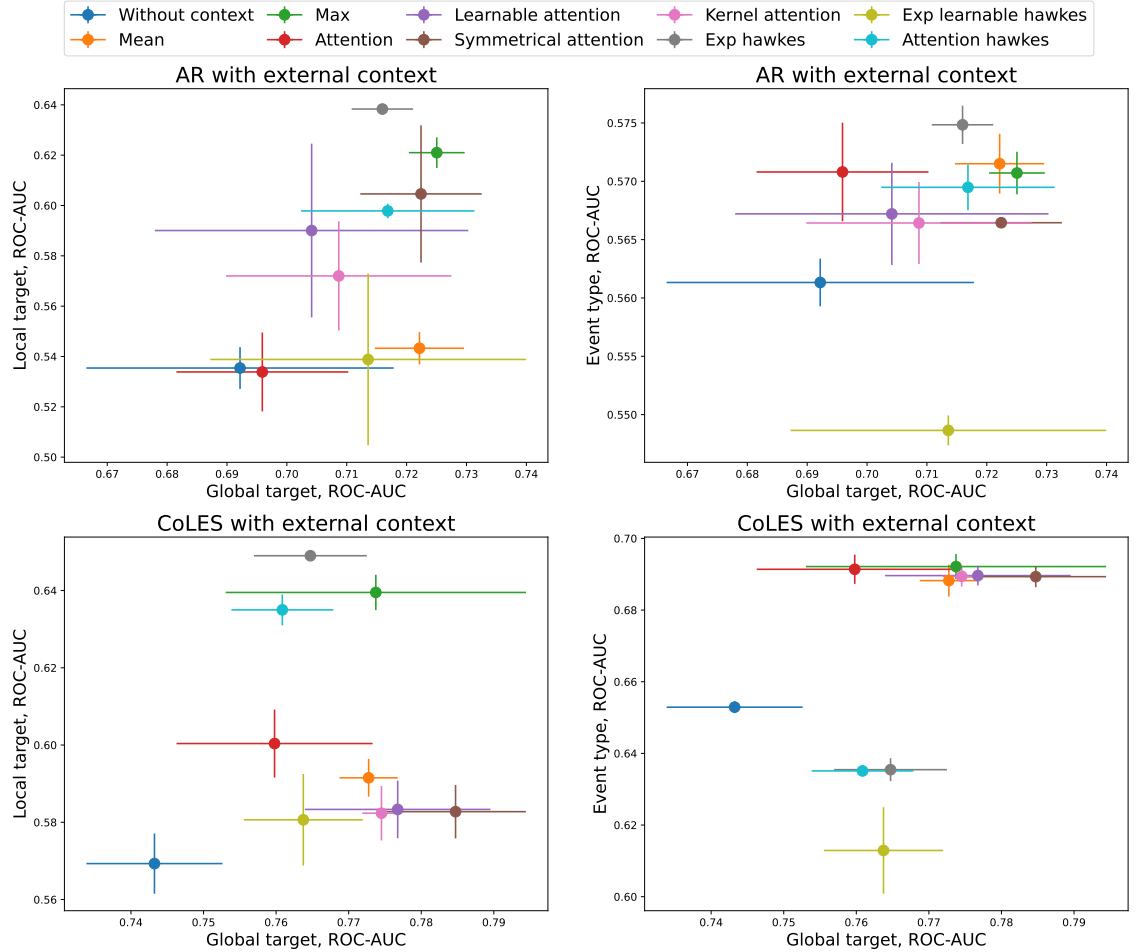 Without context Max Learnable attention Kernel attention Exp learnable hawkes
Mean Attention Symmetrical attention Exp hawkes Attention hawkes
AR with external context
Local target, ROC-AUC
0.64
0.62
0.60
0.58
0.56
0.54
0.52
0.50
0.67 0.68 0.69 0.70 0.71 0.72 0.73 0.74
Global target, ROC-AUC
AR with external context
Event type, ROC-AUC
0.575
0.570
0.565
0.560
0.555
0.550
0.67 0.68 0.69 0.70 0.71 0.72 0.73 0.74
Global target, ROC-AUC
CoLES with external context
Local target, ROC-AUC
0.64
0.62
0.60
0.58
0.56
0.74 0.75 0.76 0.77 0.78 0.79
Global target, ROC-AUC
CoLES with external context
Event type, ROC-AUC
0.70
0.68
0.66
0.64
0.62
0.60
0.74 0.75 0.76 0.77 0.78 0.79
Global target, ROC-AUC